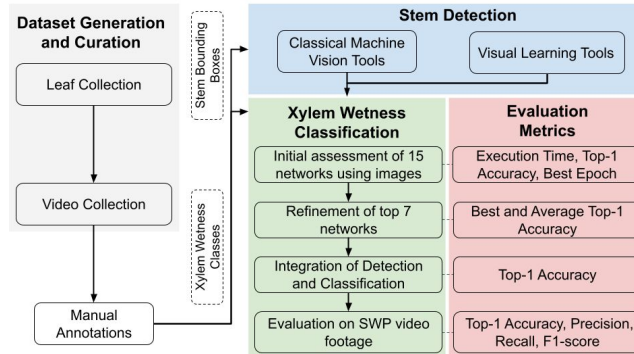 Dataset Generation
and Curation
Leaf Collection
Video Collection
Manual
Annotations
Stem Bounding
Boxes
Xylem Wetness
Classes
Stem Detection
Classical Machine
Vision Tools
Visual Learning Tools
Xylem Wetness
Classification
Initial assessment of 15
networks using images
Refinement of top 7
networks
Integration of Detection
and Classification
Evaluation on SWP video
footage
Evaluation
Metrics
Execution Time, Top-1
Accuracy, Best Epoch
Best and Average Top-1
Accuracy
Top-1 Accuracy
Top-1 Accuracy, Precision,
Recall, F1-score